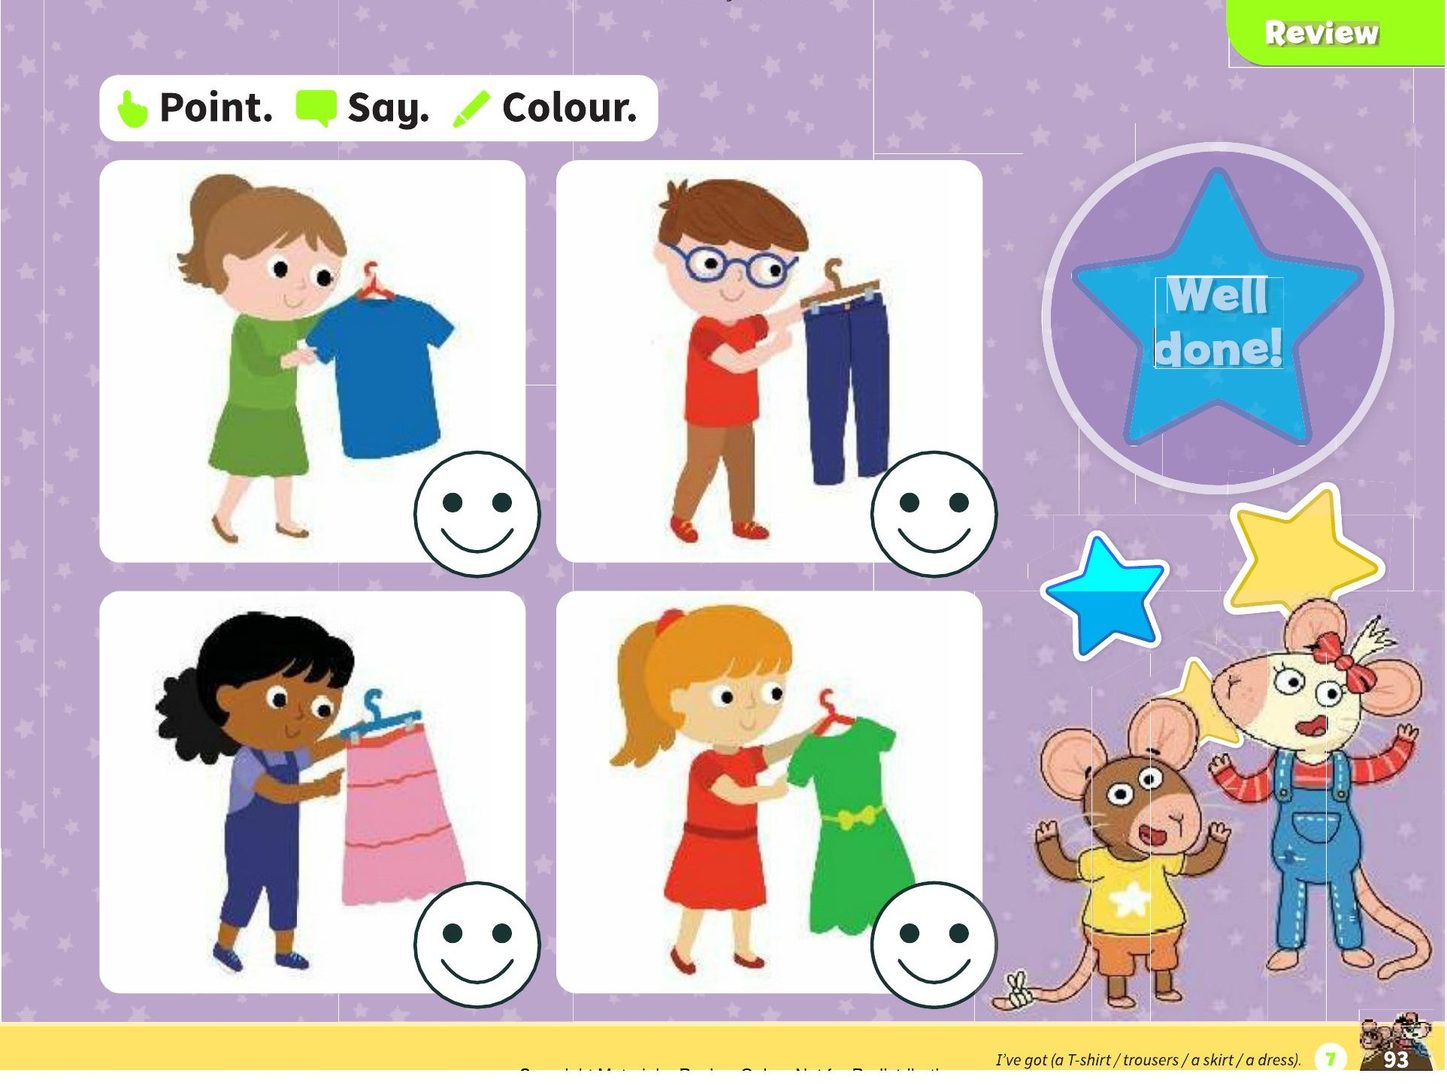 Review
Point. Say. Colour.
Well
done!
I've got (a T-shirt / trousers / a skirt / a dress).
7
93